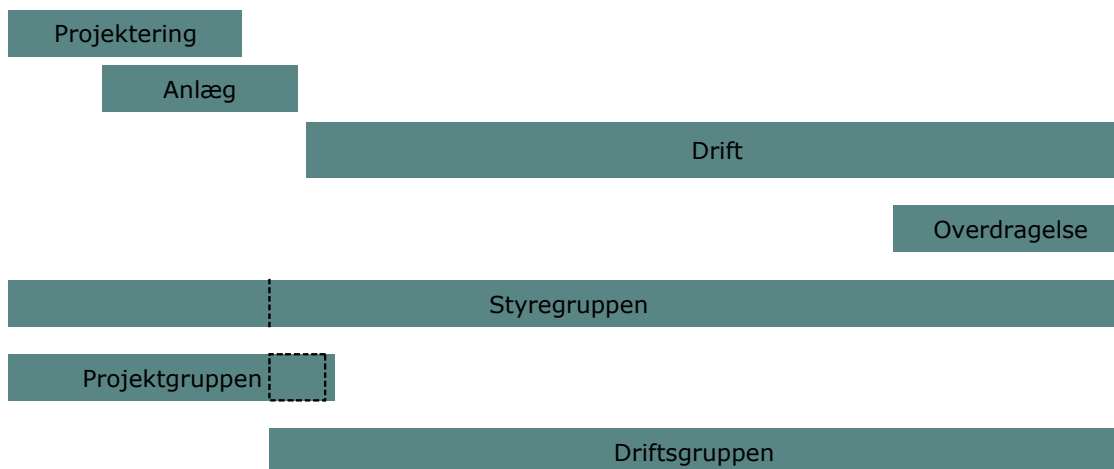 Projektering
Anlæg
Drift
Overdragelse
Styregruppen
Projektgruppen
Driftsgruppen